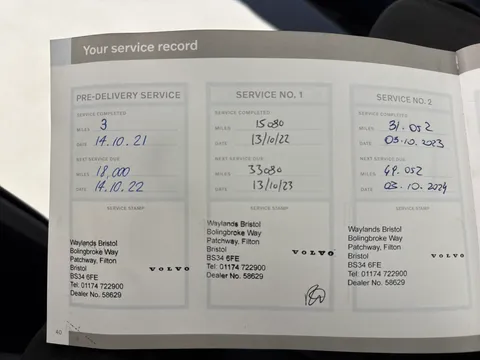 Your service record
PRE-DELIVERY SERVICE
SERVICE COMPLETED
MILES 3
DATE 14.10.21
NEXT SERVICE DUE
MILES 18,000
DATE 14.10.22
SERVICE STAMP
Waylands Bristol
Bolingbroke Way
Patchway, Filton
Bristol
VOLVO
BS34 6FE
Tel: 01174 722900
Dealer No. 58629
SERVICE NO. 1
SERVICE COMPLETED
MILES 15080
DATE 13/10/22
NEXT SERVICE DUE
MILES 33080
DATE 13/10/23
SERVICE STAMP
Waylands Bristol
Bolingbroke Way
Patchway, Filton
Bristol
VOLVO
BS34 6FE
Tel: 01174 722900
Dealer No. 58629
SERVICE NO. 2
SERVICE COMPLETED
MILES 31.052
DATE 03.10.2023
NEXT SERVICE DUE
MILES 49.052
DATE 03.10.2024
SERVICE STAMP
Waylands Bristol
Bolingbroke Way
Patchway, Filton
Bristol
VOLVO
BS34 6FE
Tel: 01174 722900
Dealer No. 58629
40